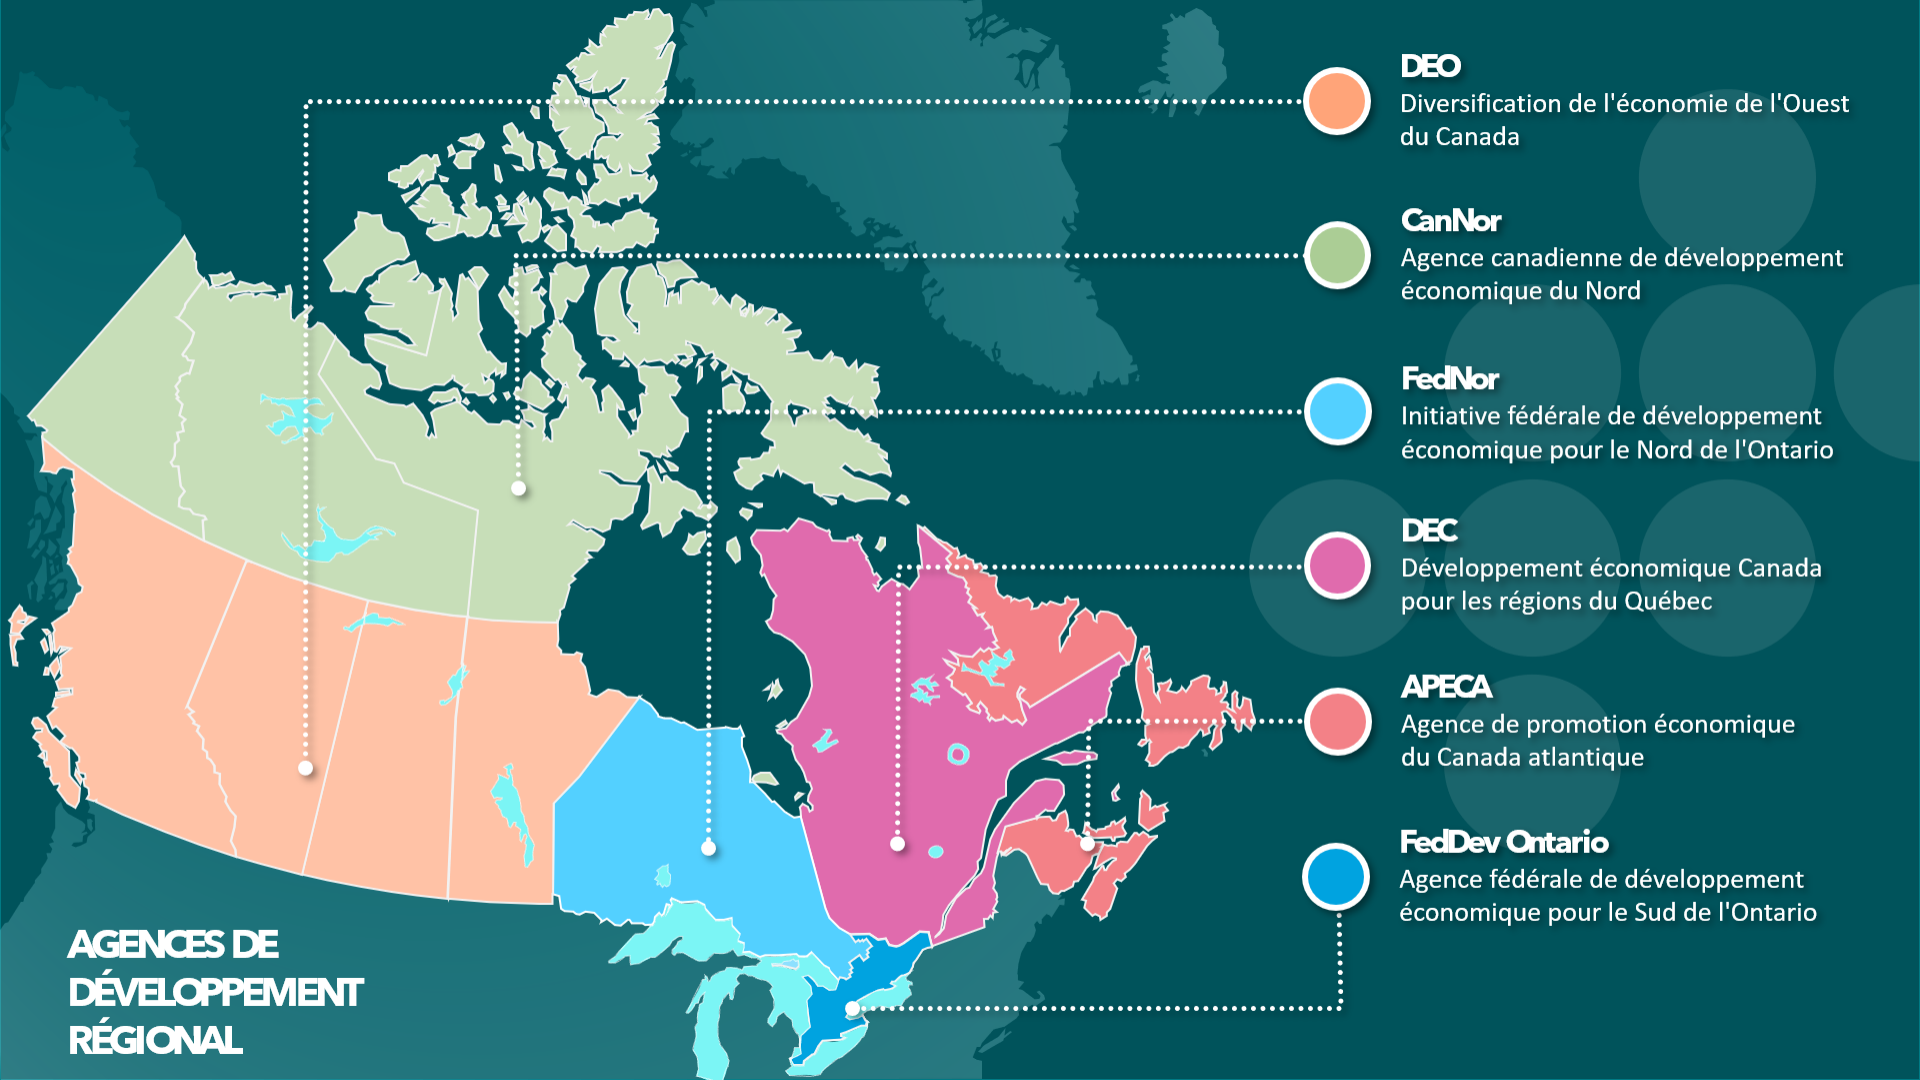 DEO
Diversification de l'économie de l'Ouest
du Canada
CanNor
Agence canadienne de développement
économique du Nord
FedNor
Initiative fédérale de développement
économique pour le Nord de l'Ontario
DEC
Développement économique Canada
pour les régions du Québec
APECA
Agence de promotion économique
du Canada atlantique
FedDev Ontario
Agence fédérale de développement
économique pour le Sud de l'Ontario
AGENCES DE
DÉVELOPPEMENT
RÉGIONAL